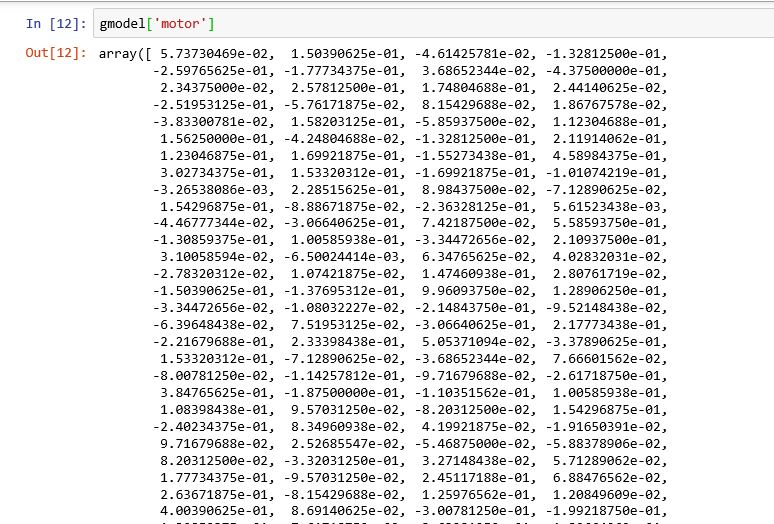 In [12]: gmodel['motor']
Out[12]: array([ 5.73730469e-02, 1.50390625e-01, -4.61425781e-02, -1.32812500e-01,
-2.59765625e-01, -1.77734375e-01, 3.68652344e-02, -4.37500000e-01,
2.34375000e-02, 2.57812500e-01, 1.74804688e-01, 2.44140625e-02,
-2.51953125e-01, -5.76171875e-02, 8.15429688e-02, 1.86767578e-02,
-3.83300781e-02, 1.58203125e-01, -5.85937500e-02, 1.12304688e-01,
1.56250000e-01, -4.24804688e-02, -1.32812500e-01, 2.11914062e-01,
1.23046875e-01, 1.69921875e-01, -1.55273438e-01, 4.58984375e-01,
3.02734375e-01, 1.53320312e-01, -1.69921875e-01, -1.01074219e-01,
-3.26538086e-03, 2.28515625e-01, 8.98437500e-02, -7.12890625e-02,
1.54296875e-01, -8.88671875e-02, -2.36328125e-01, 5.61523438e-03,
-4.46777344e-02, -3.06640625e-01, 7.42187500e-02, 5.58593750e-01,
-1.30859375e-01, 1.00585938e-01, -3.34472656e-02, 2.10937500e-01,
3.10058594e-02, -6.50024414e-03, 6.34765625e-02, 4.02832031e-02,
-2.78320312e-02, 1.07421875e-02, 1.47460938e-01, 2.80761719e-02,
-1.50390625e-01, -1.37695312e-01, 9.96093750e-02, 1.28906250e-01,
-3.34472656e-02, -1.08032227e-02, -2.14843750e-01, -9.52148438e-02,
-6.39648438e-02, 7.51953125e-02, -3.06640625e-01, 2.17773438e-01,
-2.21679688e-01, 2.33398438e-01, 5.05371094e-02, -3.37890625e-01,
1.53320312e-01, -7.12890625e-02, -3.68652344e-02, 7.66601562e-02,
-8.00781250e-02, -1.14257812e-01, -9.71679688e-02, -2.61718750e-01,
3.84765625e-01, -1.87500000e-01, -1.10351562e-01, 1.00585938e-01,
1.08398438e-01, 9.57031250e-02, -8.20312500e-02, 1.54296875e-01,
-2.40234375e-01, 8.34960938e-02, 4.19921875e-02, -1.91650391e-02,
9.71679688e-02, 2.52685547e-02, -5.46875000e-02, -5.88378906e-02,
8.20312500e-02, -3.32031250e-01, 3.27148438e-02, 5.71289062e-02,
1.77734375e-01, -9.57031250e-02, 2.45117188e-01, 6.88476562e-02,
2.63671875e-01, -8.15429688e-02, 1.25976562e-01, 1.20849609e-02,
4.00390625e-01, 8.69140625e-02, -3.00781250e-01, -1.99218750e-01,